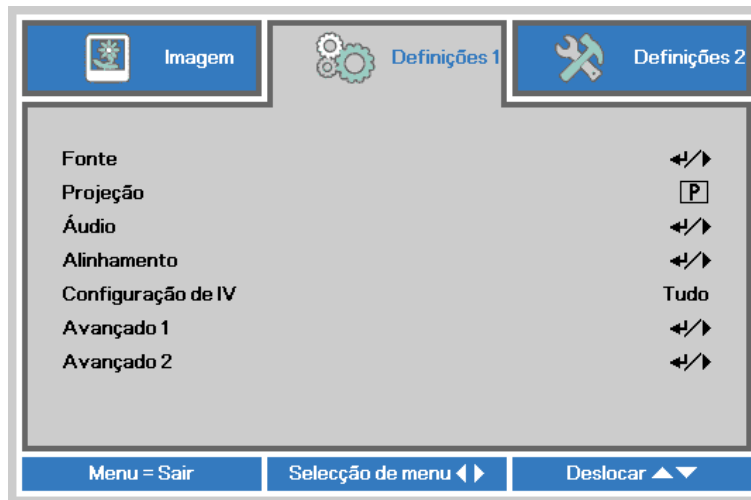 Imagem Definições 1 Definições 2
Fonte
Projeção P
Áudio
Alinhamento
Configuração de IV Tudo
Avançado 1
Avançado 2
Menu = Sair Selecção de menu Deslocar